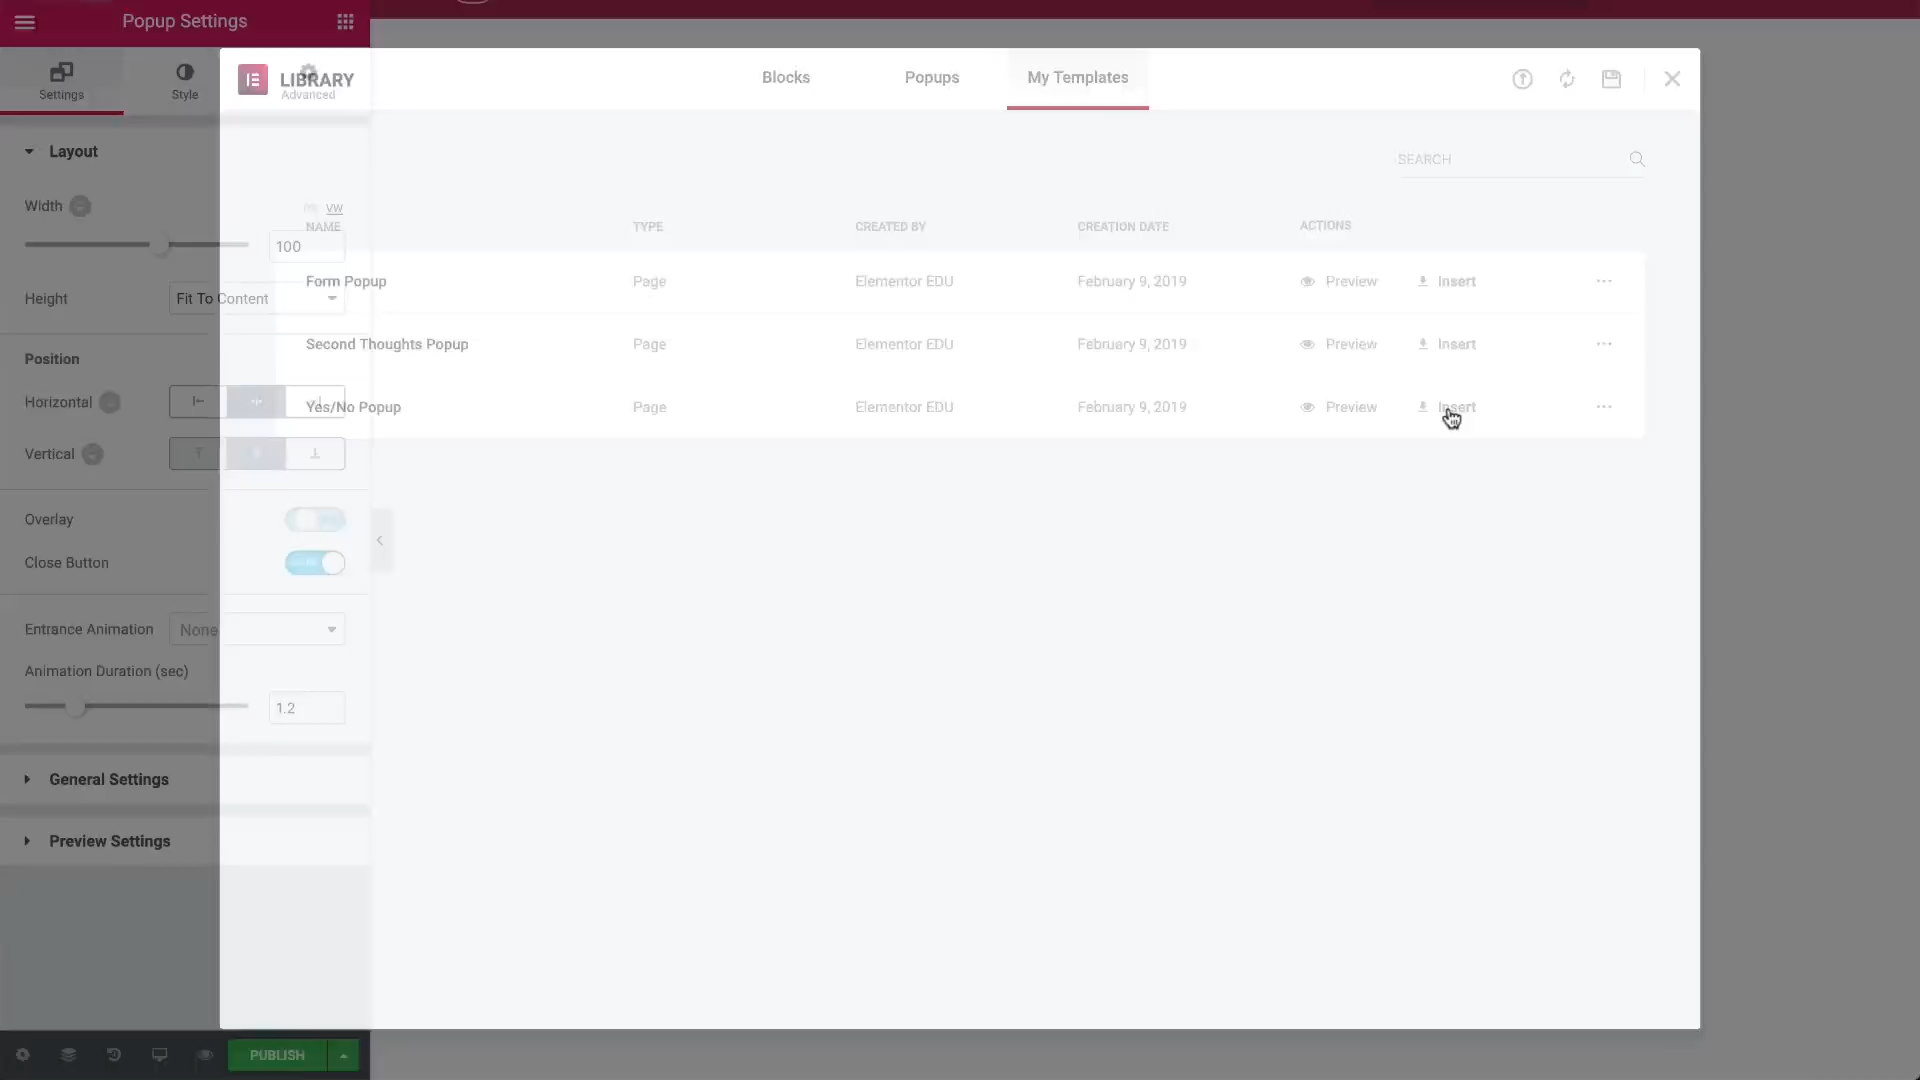 Popup Settings
Settings
Style
Advanced
LIBRARY
Blocks
Popups
My Templates
Layout
SEARCH
Width
VW
100
NAME
TYPE
CREATED BY
CREATION DATE
ACTIONS
Form Popup
Page
Elementor EDU
February 9, 2019
Preview
Insert
Height
Fit To Content
Second Thoughts Popup
Page
Elementor EDU
February 9, 2019
Preview
Insert
Position
Horizontal
Yes/No Popup
Page
Elementor EDU
February 9, 2019
Preview
Insert
Vertical
Overlay
Close Button
Entrance Animation
None
Animation Duration (sec)
1.2
General Settings
Preview Settings
PUBLISH